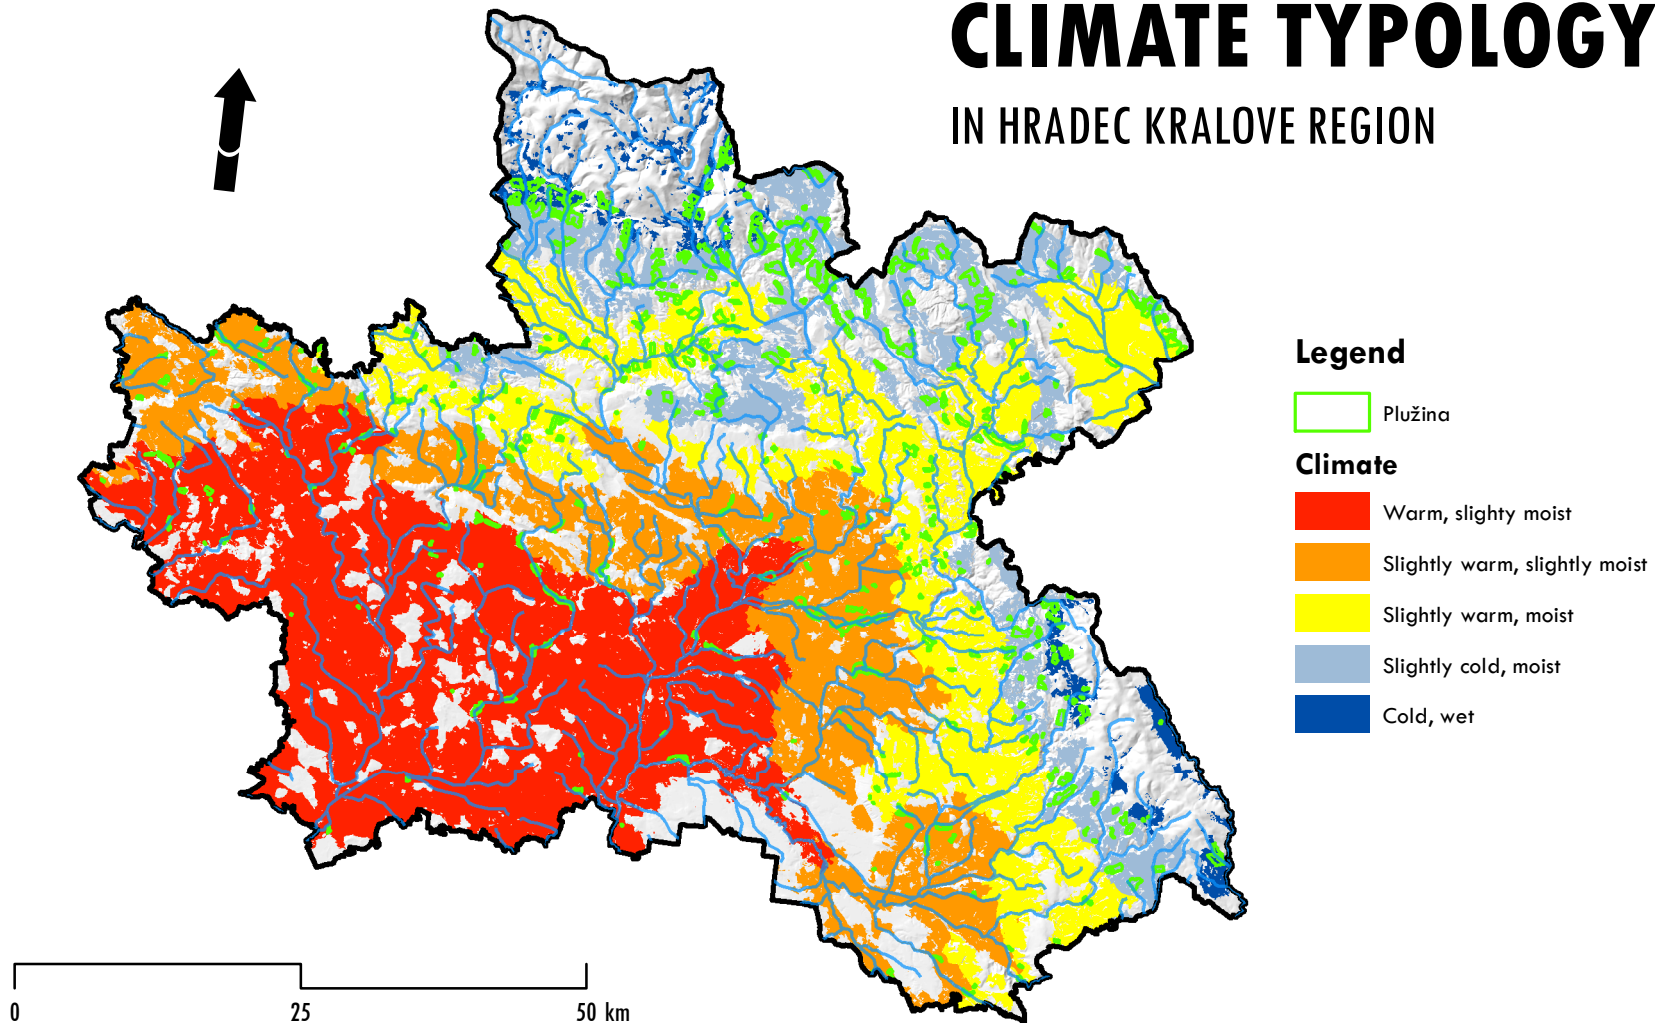 CLIMATE TYPOLOGY
IN HRADEC KRALOVE REGION
Legend
Plužina
Climate
Warm, slighty moist
Slightly warm, slightly moist
Slightly warm, moist
Slightly cold, moist
Cold, wet
0 25 50 km